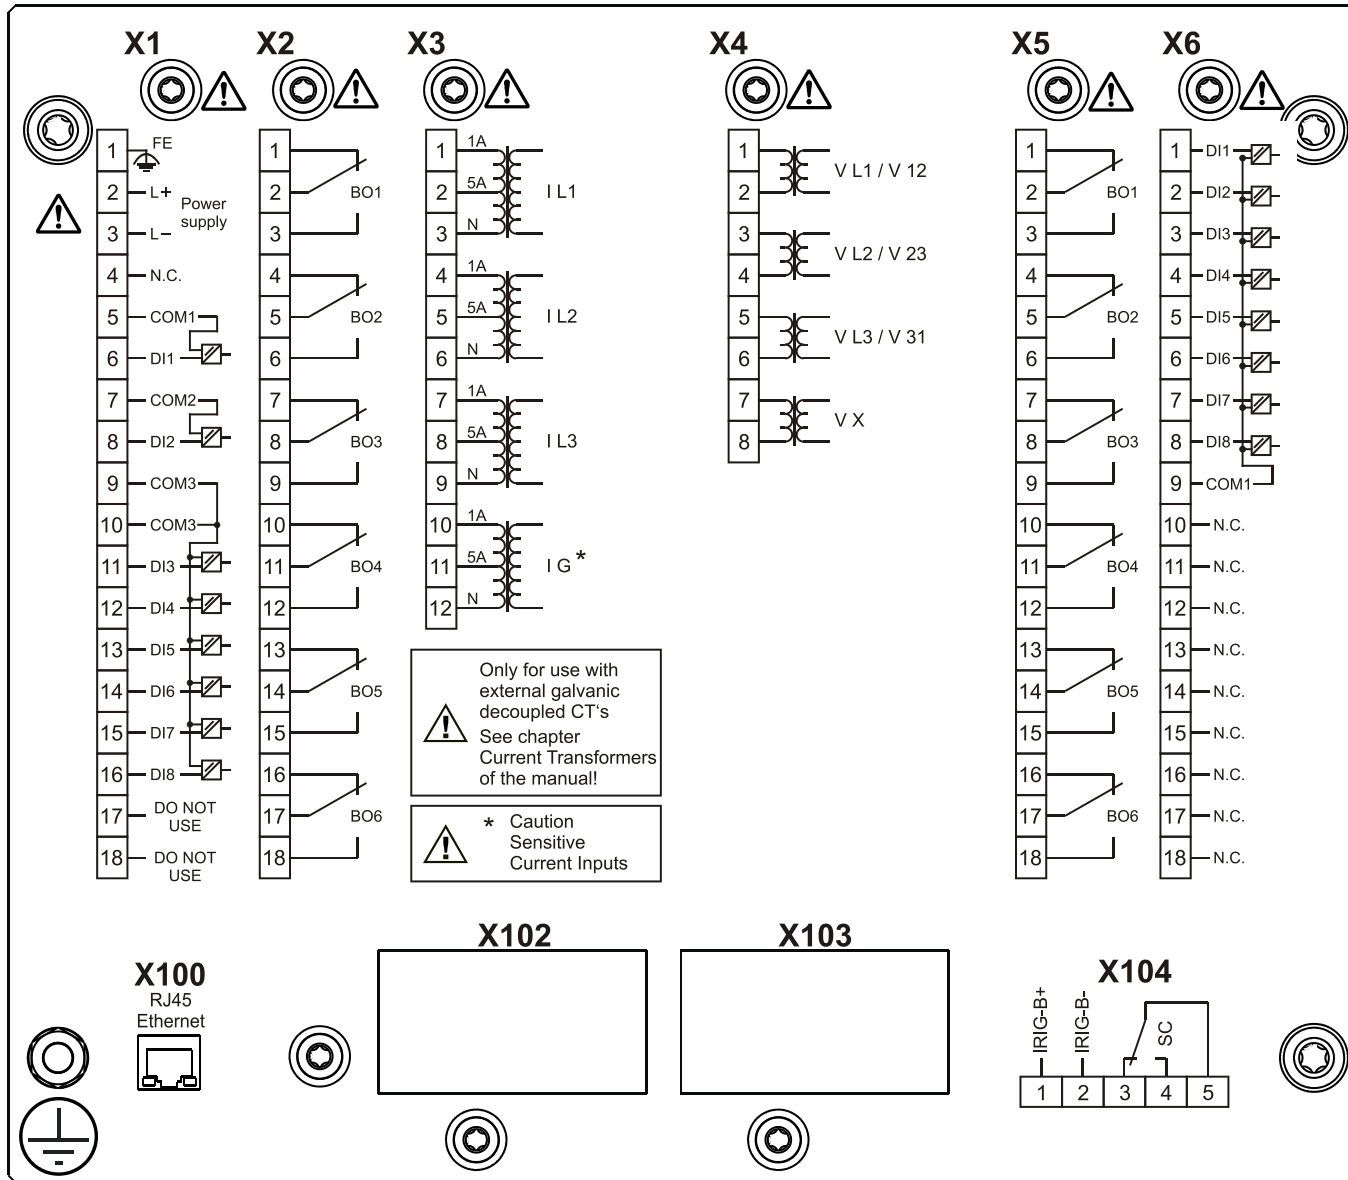 X1
X2
X3
X4
X5
X6
1 FE
2 L+
3 L−
Power
supply
4 N.C.
5 COM1
6 DI1
7 COM2
8 DI2
9 COM3
10 COM3
11 DI3
12 DI4
13 DI5
14 DI6
15 DI7
16 DI8
17 DO NOT
USE
18 DO NOT
USE
1
2 BO1
3
4
5 BO2
6
7
8 BO3
9
10
11 BO4
12
13
14 BO5
15
16
17 BO6
18
1 1A
2 5A I L1
3 N
4 1A
5 5A I L2
6 N
7 1A
8 5A I L3
9 N
10 1A
11 5A I G *
12 N
Only for use with
external galvanic
decoupled CT‘s
See chapter
Current Transformers
of the manual!
* Caution
Sensitive
Current Inputs
1
V L1 / V 12
2
3
V L2 / V 23
4
5
V L3 / V 31
6
7
V X
8
1
2 BO1
3
4
5 BO2
6
7
8 BO3
9
10
11 BO4
12
13
14 BO5
15
16
17 BO6
18
1 DI1
2 DI2
3 DI3
4 DI4
5 DI5
6 DI6
7 DI7
8 DI8
9 COM1
10 N.C.
11 N.C.
12 N.C.
13 N.C.
14 N.C.
15 N.C.
16 N.C.
17 N.C.
18 N.C.
X100
RJ45
Ethernet
X102
X103
X104
IRIG-B+
IRIG-B-
SC
1 2 3 4 5